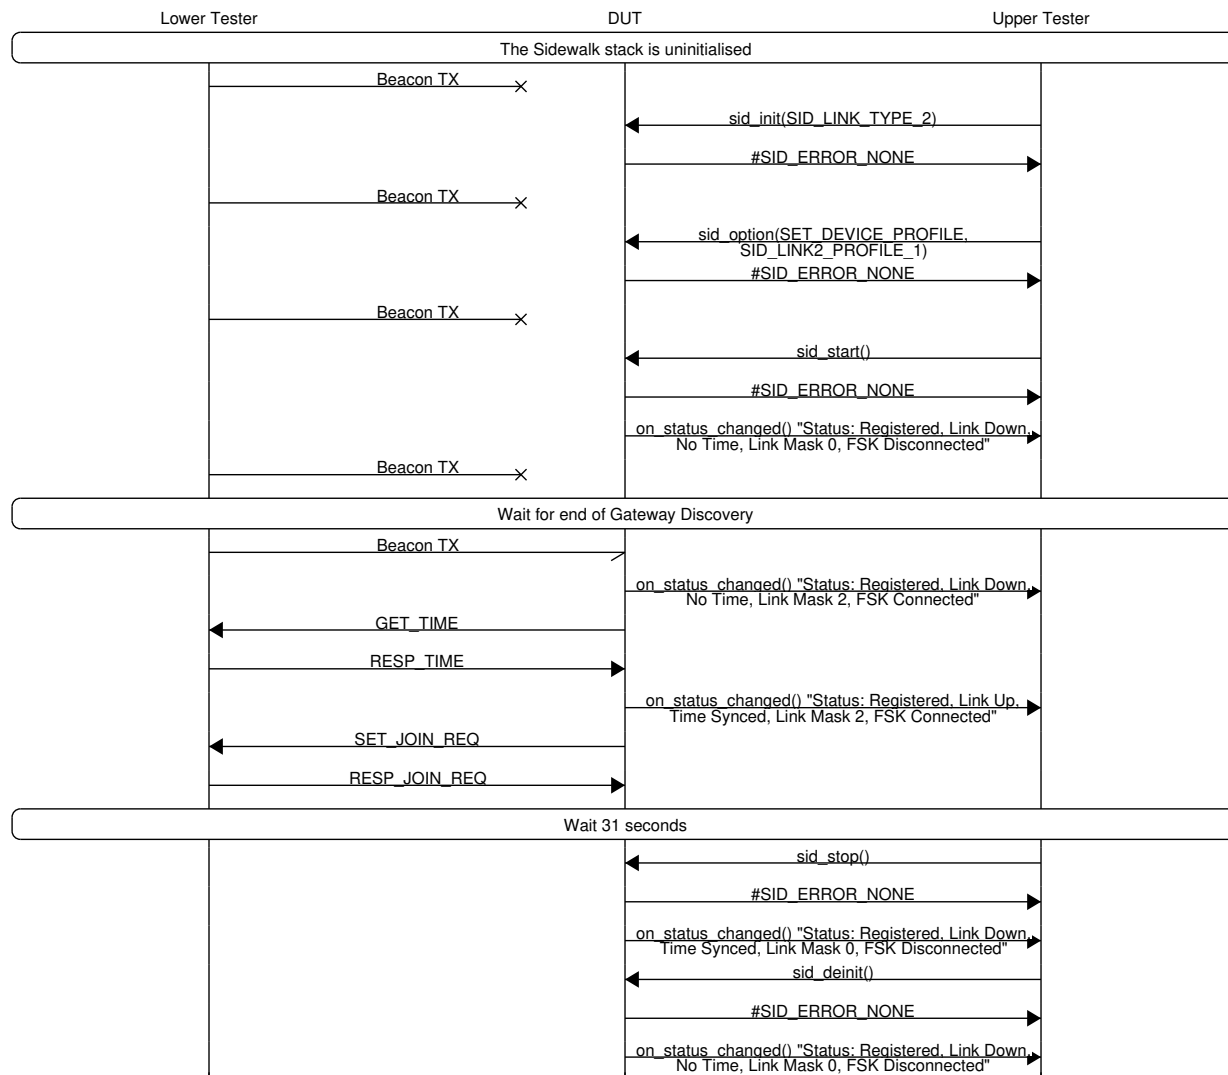 Lower Tester DUT Upper Tester
The Sidewalk stack is uninitialised
Beacon TX
sid_init(SID_LINK_TYPE_2)
#SID_ERROR_NONE
Beacon TX
sid_option(SET_DEVICE_PROFILE,
SID_LINK2_PROFILE_1)
#SID_ERROR_NONE
Beacon TX
sid_start()
#SID_ERROR_NONE
on_status_changed() "Status: Registered, Link Down,
No Time, Link Mask 0, FSK Disconnected"
Beacon TX
Wait for end of Gateway Discovery
Beacon TX
on_status_changed() "Status: Registered, Link Down,
No Time, Link Mask 2, FSK Connected"
GET_TIME
RESP_TIME
on_status_changed() "Status: Registered, Link Up,
Time Synced, Link Mask 2, FSK Connected"
SET_JOIN_REQ
RESP_JOIN_REQ
Wait 31 seconds
sid_stop()
#SID_ERROR_NONE
on_status_changed() "Status: Registered, Link Down,
Time Synced, Link Mask 0, FSK Disconnected"
sid_deinit()
#SID_ERROR_NONE
on_status_changed() "Status: Registered, Link Down,
No Time, Link Mask 0, FSK Disconnected"